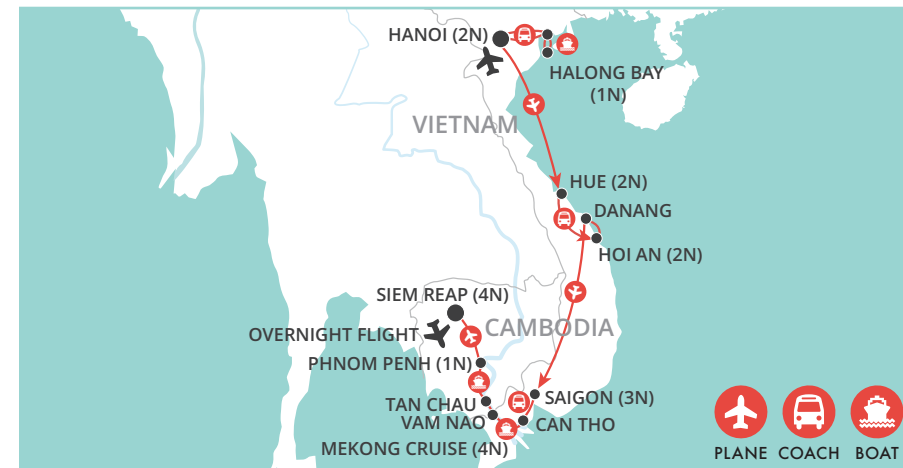 HANOI (2N)
HALONG BAY
(1N)
VIETNAM
HUE (2N)
DANANG
HOI AN (2N)
SIEM REAP (4N)
CAMBODIA
OVERNIGHT FLIGHT
PHNOM PENH (1N)
TAN CHAU
VAM NAO
SAIGON (3N)
CAN THO
MEKONG CRUISE (4N)
PLANE COACH BOAT